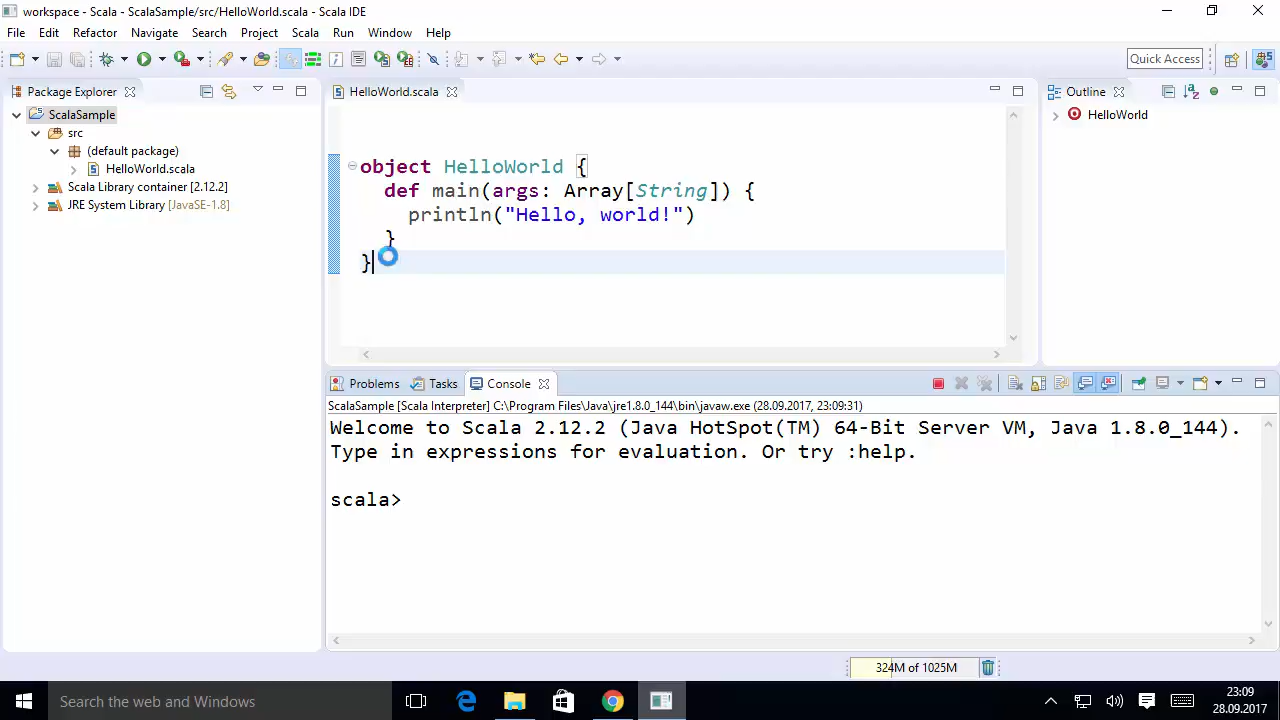 workspace - Scala - ScalaSample/src/HelloWorld.scala - Scala IDE
File Edit Refactor Navigate Search Project Scala Run Window Help
Quick Access
Package Explorer
ScalaSample
src
(default package)
HelloWorld.scala
Scala Library container [2.12.2]
JRE System Library [JavaSE-1.8]
HelloWorld.scala
object HelloWorld {
def main(args: Array[String]) {
println("Hello, world!")
}
}
Outline
HelloWorld
Problems Tasks Console
ScalaSample [Scala Interpreter] C:\Program Files\Java\jre1.8.0_144\bin\javaw.exe (28.09.2017, 23:09:31)
Welcome to Scala 2.12.2 (Java HotSpot(TM) 64-Bit Server VM, Java 1.8.0_144).
Type in expressions for evaluation. Or try :help.
scala>
324M of 1025M
Search the web and Windows
23:09
28.09.2017